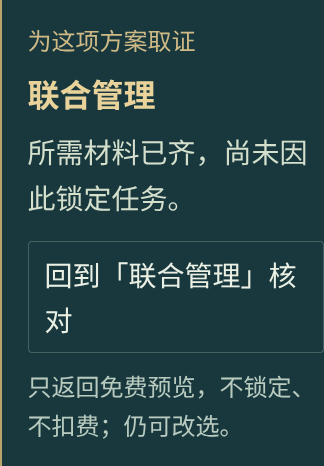 为这项方案取证
联合管理
所需材料已齐，尚未因
此锁定任务。
回到「联合管理」核
对
只返回免费预览，不锁定、
不扣费；仍可改选。